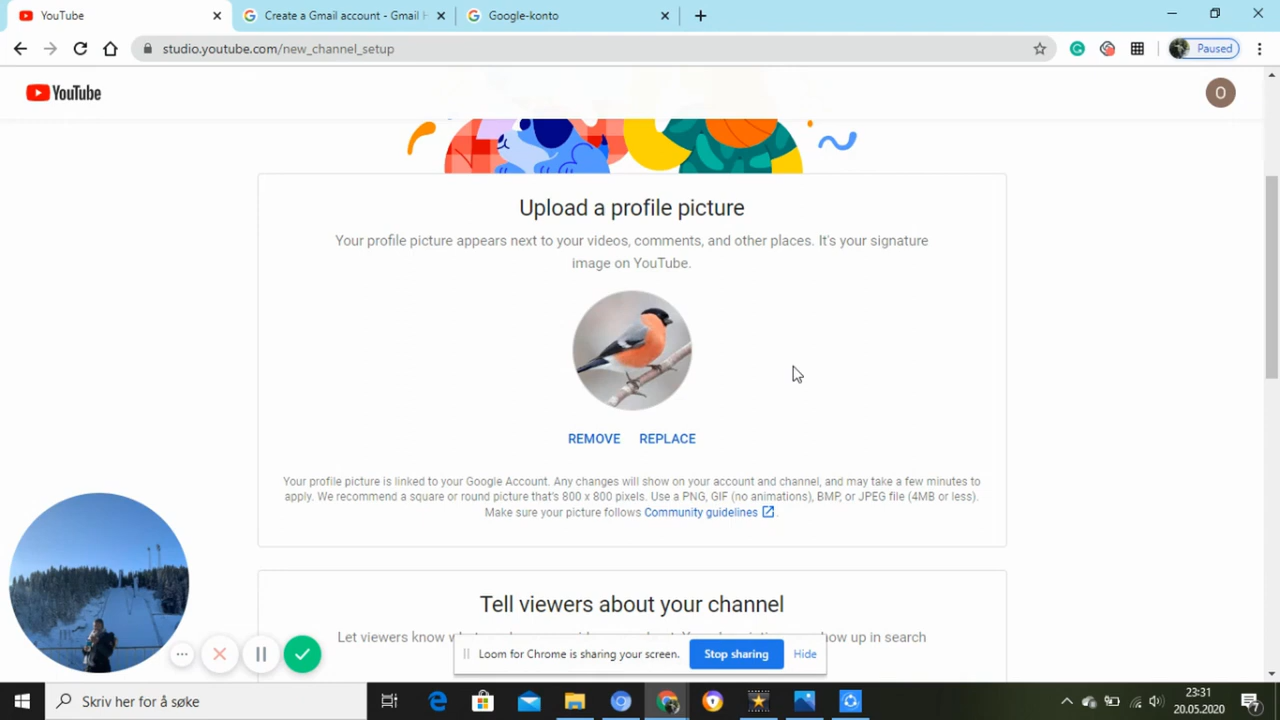 YouTube
Create a Gmail account - Gmail H
Google-konto
studio.youtube.com/new_channel_setup
Paused
YouTube
O
Upload a profile picture
Your profile picture appears next to your videos, comments, and other places. It's your signature
image on YouTube.
REMOVE REPLACE
Your profile picture is linked to your Google Account. Any changes will show on your account and channel, and may take a few minutes to
apply. We recommend a square or round picture that's 800 x 800 pixels. Use a PNG, GIF (no animations), BMP, or JPEG file (4MB or less).
Make sure your picture follows Community guidelines.
Tell viewers about your channel
Let viewers know
up in search
Loom for Chrome is sharing your screen. Stop sharing Hide
Skriv her for å søke
23:31
20.05.2020
7